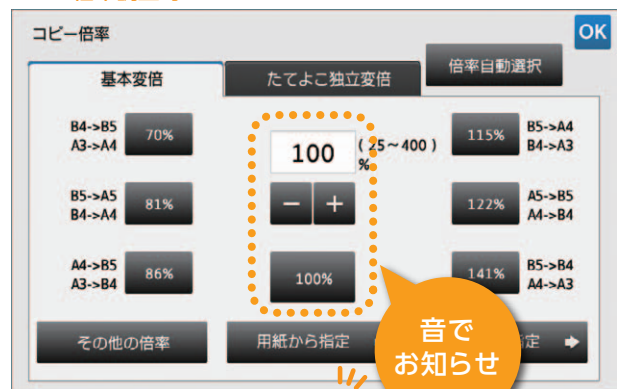 コピー倍率
OK
基本変倍
たてよこ独立変倍
倍率自動選択
B4->B5
A3->A4
70%
100
(25～400)
%
115%
B5->A4
B4->A3
B5->A5
B4->A4
81%
－
+
122%
A5->B5
A4->B4
A4->B5
A3->B4
86%
100%
141%
B5->B4
A4->A3
その他の倍率
用紙から指定
定
音で
お知らせ